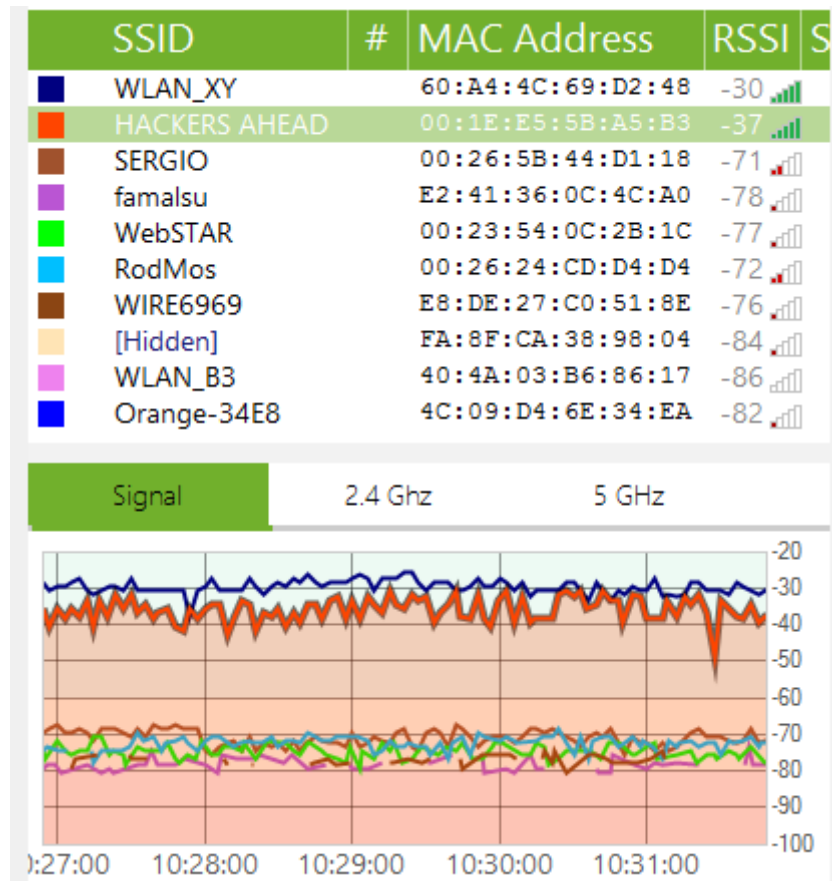 SSID # MAC Address RSSI S
WLAN_XY 60:A4:4C:69:D2:48 -30
HACKERS AHEAD 00:1E:E5:5B:A5:B3 -37
SERGIO 00:26:5B:44:D1:18 -71
famalsu E2:41:36:0C:4C:A0 -78
WebSTAR 00:23:54:0C:2B:1C -77
RodMos 00:26:24:CD:D4:D4 -72
WIRE6969 E8:DE:27:C0:51:8E -76
[Hidden] FA:8F:CA:38:98:04 -84
WLAN_B3 40:4A:03:B6:86:17 -86
Orange-34E8 4C:09:D4:6E:34:EA -82
Signal 2.4 Ghz 5 GHz
-20
-30
-40
-50
-60
-70
-80
-90
-100
):27:00 10:28:00 10:29:00 10:30:00 10:31:00